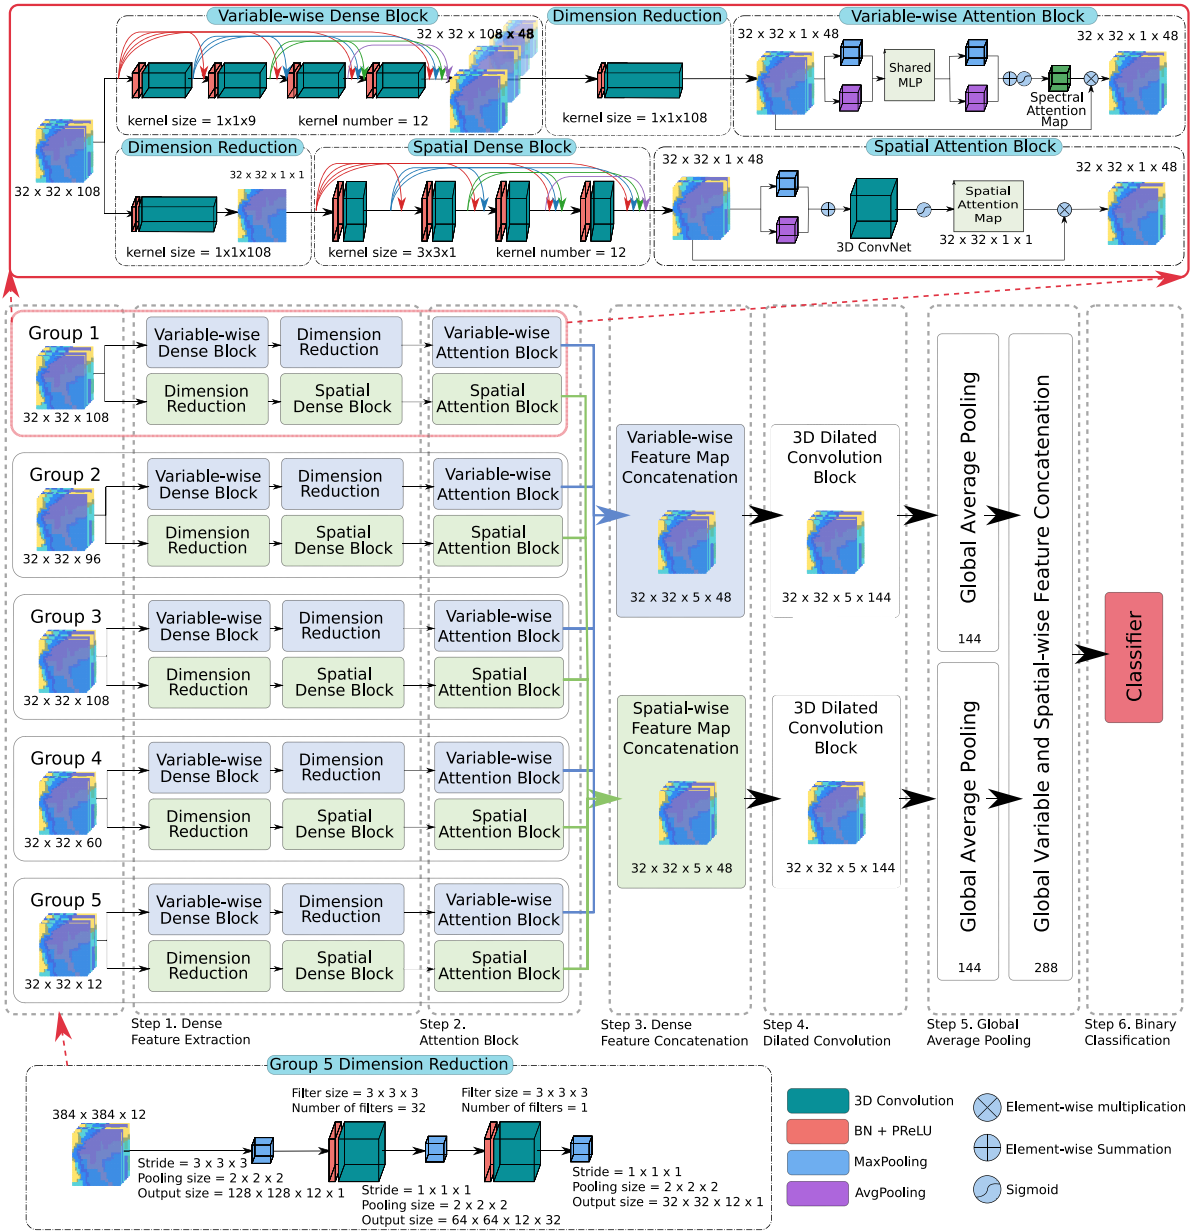 Variable-wise Dense Block
Dimension Reduction
Variable-wise Attention Block
32 x 32 x 108 x 48
32 x 32 x 1 x 48
32 x 32 x 1 x 48
Shared
MLP
Spectral
Attention
Map
kernel size = 1x1x9
kernel number = 12
kernel size = 1x1x108
32 x 32 x 108
Dimension Reduction
Spatial Dense Block
Spatial Attention Block
32 x 32 x 1 x 1
32 x 32 x 1 x 48
32 x 32 x 1 x 48
Spatial
Attention
Map
3D ConvNet
32 x 32 x 1 x 1
kernel size = 1x1x108
kernel size = 3x3x1
kernel number = 12
Group 1
32 x 32 x 108
Variable-wise
Dense Block
Dimension
Reduction
Variable-wise
Attention Block
Dimension
Reduction
Spatial
Dense Block
Spatial
Attention Block
Group 2
32 x 32 x 96
Variable-wise
Dense Block
Dimension
Reduction
Variable-wise
Attention Block
Dimension
Reduction
Spatial
Dense Block
Spatial
Attention Block
Group 3
32 x 32 x 108
Variable-wise
Dense Block
Dimension
Reduction
Variable-wise
Attention Block
Dimension
Reduction
Spatial
Dense Block
Spatial
Attention Block
Group 4
32 x 32 x 60
Variable-wise
Dense Block
Dimension
Reduction
Variable-wise
Attention Block
Dimension
Reduction
Spatial
Dense Block
Spatial
Attention Block
Group 5
32 x 32 x 12
Variable-wise
Dense Block
Dimension
Reduction
Variable-wise
Attention Block
Dimension
Reduction
Spatial
Dense Block
Spatial
Attention Block
Variable-wise
Feature Map
Concatenation
32 x 32 x 5 x 48
3D Dilated
Convolution
Block
32 x 32 x 5 x 144
Spatial-wise
Feature Map
Concatenation
32 x 32 x 5 x 48
3D Dilated
Convolution
Block
32 x 32 x 5 x 144
Global Average Pooling
144
Global Average Pooling
144
Global Variable and Spatial-wise Feature Concatenation
288
Classifier
Step 1. Dense
Feature Extraction
Step 2.
Attention Block
Step 3. Dense
Feature Concatenation
Step 4.
Dilated Convolution
Step 5. Global
Average Pooling
Step 6. Binary
Classification
Group 5 Dimension Reduction
384 x 384 x 12
Stride = 3 x 3 x 3
Pooling size = 2 x 2 x 2
Output size = 128 x 128 x 12 x 1
Filter size = 3 x 3 x 3
Number of filters = 32
Stride = 1 x 1 x 1
Pooling size = 2 x 2 x 2
Output size = 64 x 64 x 12 x 32
Filter size = 3 x 3 x 3
Number of filters = 1
Stride = 1 x 1 x 1
Pooling size = 2 x 2 x 2
Output size = 32 x 32 x 12 x 1
3D Convolution
BN + PReLU
MaxPooling
AvgPooling
Element-wise multiplication
Element-wise Summation
Sigmoid